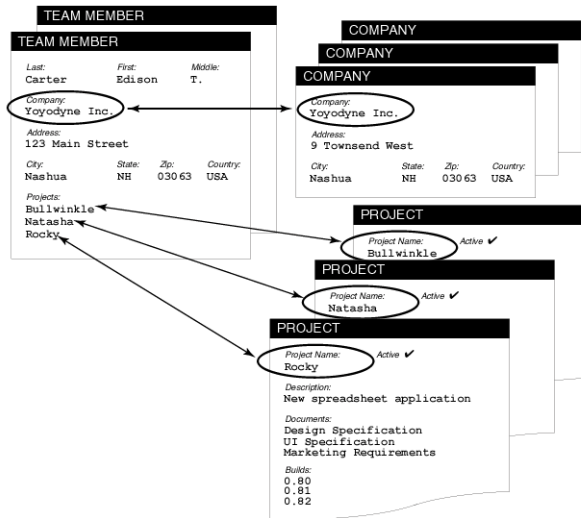 TEAM MEMBER
TEAM MEMBER
Last: First: Middle:
Carter Edison T.
Company:
Yoyodyne Inc.
Address:
123 Main Street
City: State: Zip: Country:
Nashua NH 03063 USA
Projects:
Bullwinkle
Natasha
Rocky
COMPANY
COMPANY
COMPANY
Company:
Yoyodyne Inc.
Address:
9 Townsend West
City: State: Zip: Country:
Nashua NH 03063 USA
PROJECT
Project Name: Active ✔
Bullwinkle
PROJECT
Project Name: Active ✔
Natasha
PROJECT
Project Name: Active ✔
Rocky
Description:
New spreadsheet application
Documents:
Design Specification
UI Specification
Marketing Requirements
Builds:
0.80
0.81
0.82